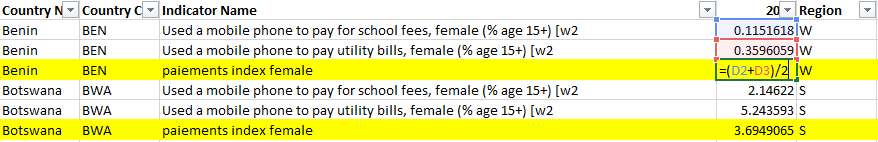 Country N Country C Indicator Name 20 Region
Benin BEN Used a mobile phone to pay for school fees, female (% age 15+) [w2 0.1151618 W
Benin BEN Used a mobile phone to pay utility bills, female (% age 15+) [w2 0.3596059 W
Benin BEN paiements index female =(D2+D3)/2 W
Botswana BWA Used a mobile phone to pay for school fees, female (% age 15+) [w2 2.14622 S
Botswana BWA Used a mobile phone to pay utility bills, female (% age 15+) [w2 5.243593 S
Botswana BWA paiements index female 3.6949065 S